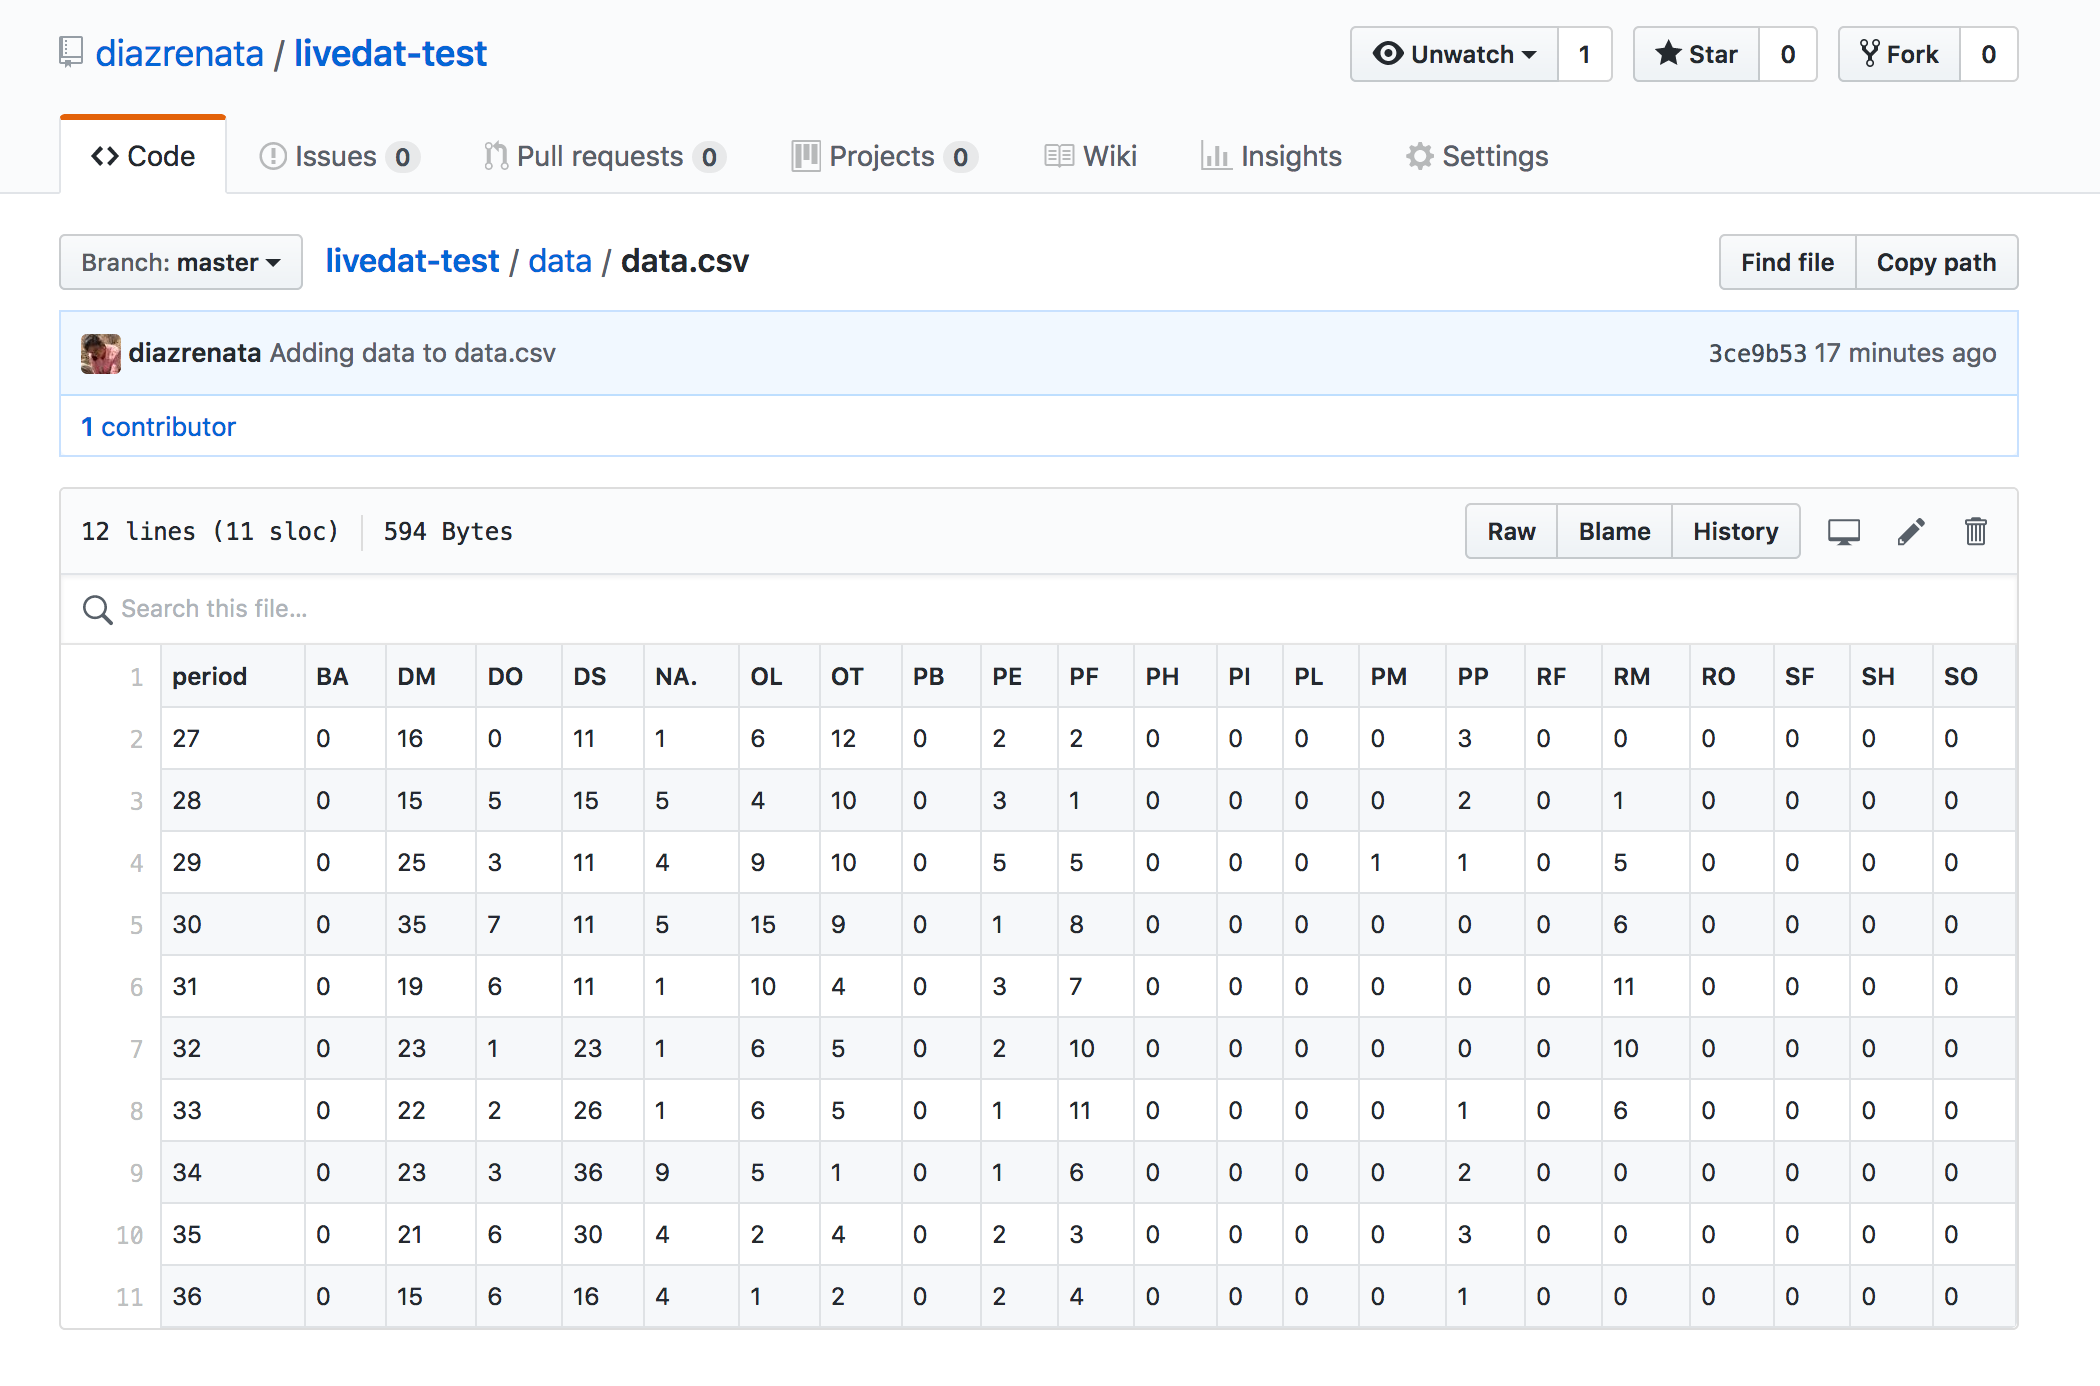 diazrenata / livedat-test Unwatch 1 Star 0 Fork 0
Code Issues 0 Pull requests 0 Projects 0 Wiki Insights Settings
Branch: master livedat-test / data / data.csv Find file Copy path
diazrenata Adding data to data.csv 3ce9b53 17 minutes ago
1 contributor
12 lines (11 sloc) 594 Bytes Raw Blame History
Search this file...
1 period BA DM DO DS NA. OL OT PB PE PF PH PI PL PM PP RF RM RO SF SH SO
2 27 0 16 0 11 1 6 12 0 2 2 0 0 0 0 3 0 0 0 0 0 0
3 28 0 15 5 15 5 4 10 0 3 1 0 0 0 0 2 0 1 0 0 0 0
4 29 0 25 3 11 4 9 10 0 5 5 0 0 0 1 1 0 5 0 0 0 0
5 30 0 35 7 11 5 15 9 0 1 8 0 0 0 0 0 0 6 0 0 0 0
6 31 0 19 6 11 1 10 4 0 3 7 0 0 0 0 0 0 11 0 0 0 0
7 32 0 23 1 23 1 6 5 0 2 10 0 0 0 0 0 0 10 0 0 0 0
8 33 0 22 2 26 1 6 5 0 1 11 0 0 0 0 1 0 6 0 0 0 0
9 34 0 23 3 36 9 5 1 0 1 6 0 0 0 0 2 0 0 0 0 0 0
10 35 0 21 6 30 4 2 4 0 2 3 0 0 0 0 3 0 0 0 0 0 0
11 36 0 15 6 16 4 1 2 0 2 4 0 0 0 0 1 0 0 0 0 0 0